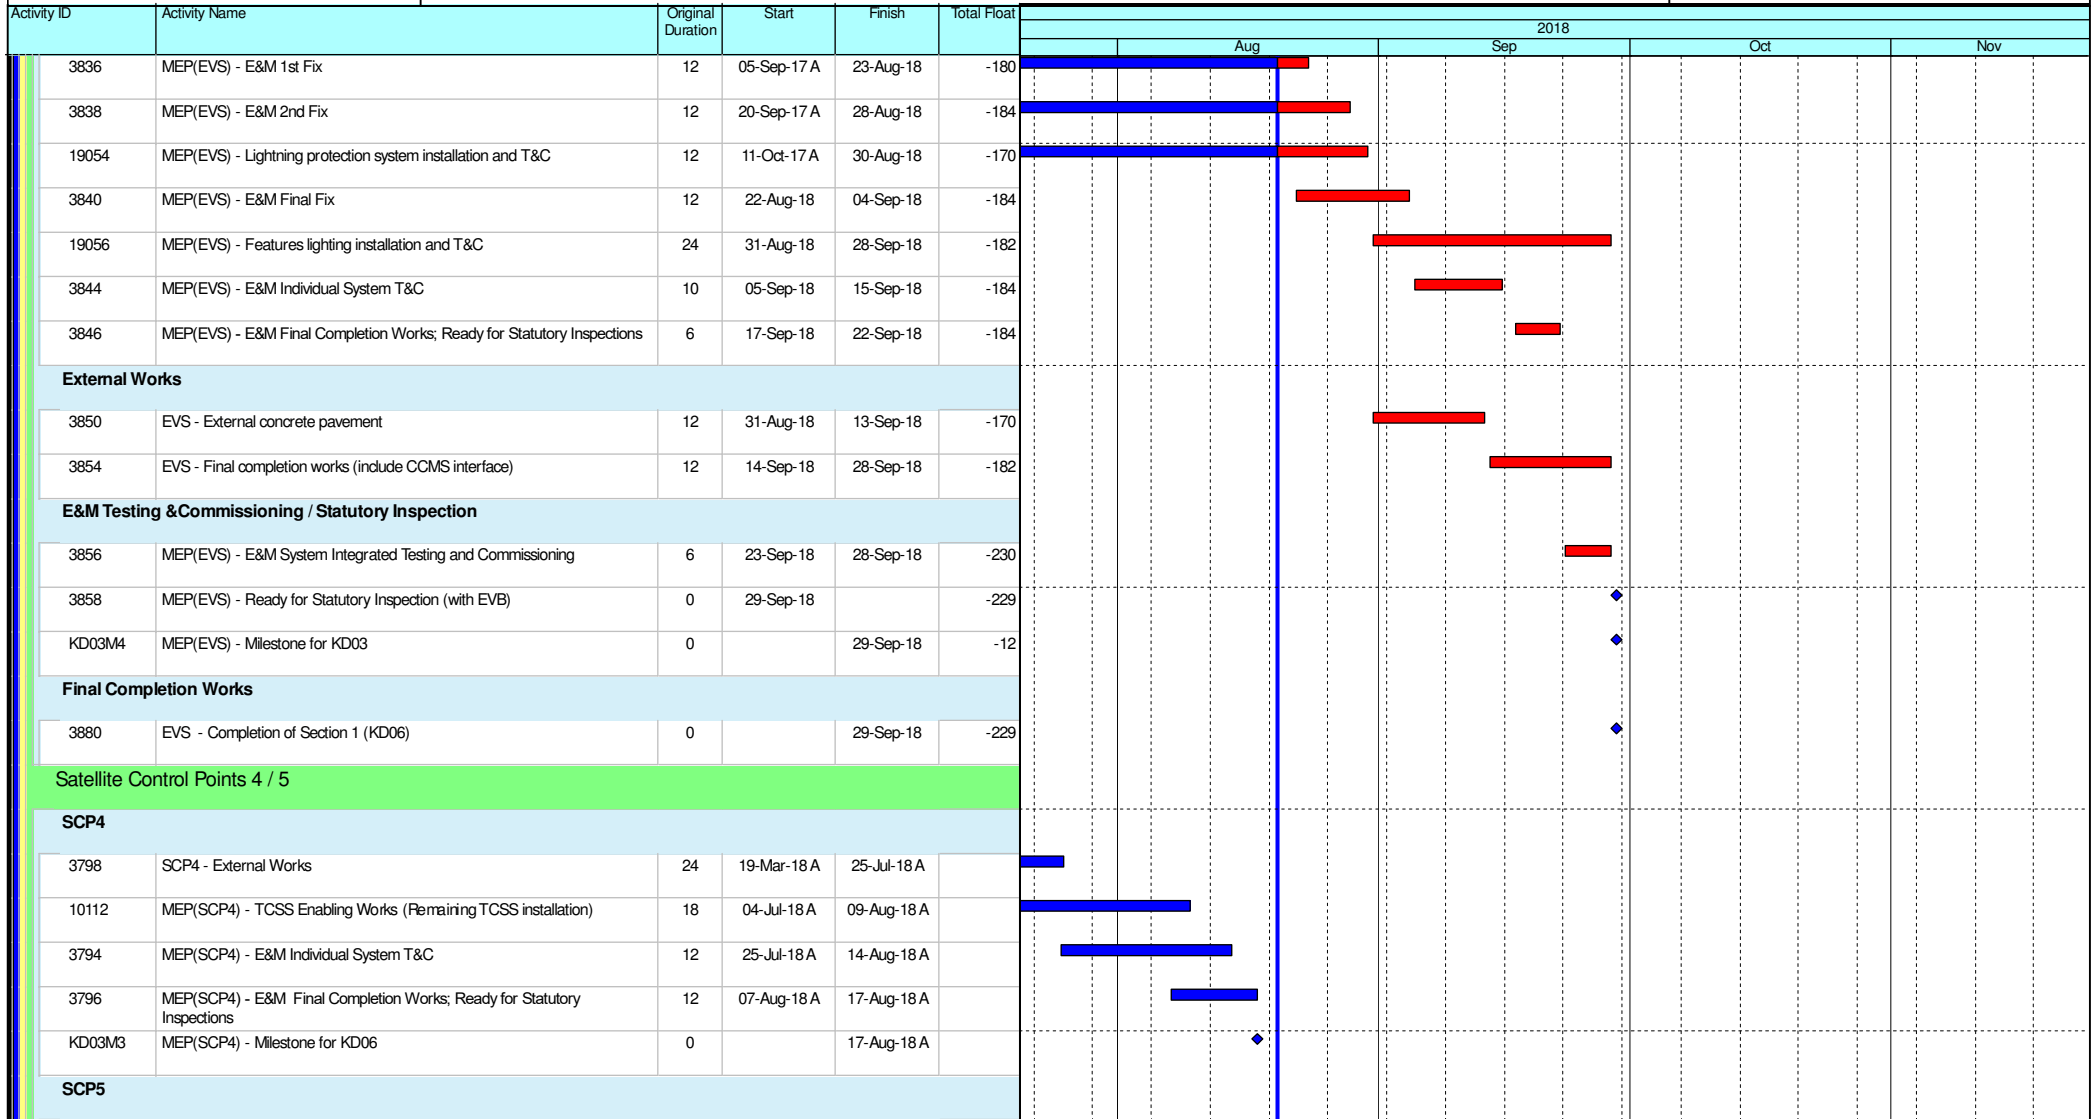 Activity ID Activity Name Original Duration Start Finish Total Float
2018
Aug Sep Oct Nov
3836 MEP(EVS) - E&M 1st Fix 12 05-Sep-17 A 23-Aug-18 -180
3838 MEP(EVS) - E&M 2nd Fix 12 20-Sep-17 A 28-Aug-18 -184
19054 MEP(EVS) - Lightning protection system installation and T&C 12 11-Oct-17 A 30-Aug-18 -170
3840 MEP(EVS) - E&M Final Fix 12 22-Aug-18 04-Sep-18 -184
19056 MEP(EVS) - Features lighting installation and T&C 24 31-Aug-18 28-Sep-18 -182
3844 MEP(EVS) - E&M Individual System T&C 10 05-Sep-18 15-Sep-18 -184
3846 MEP(EVS) - E&M Final Completion Works; Ready for Statutory Inspections 6 17-Sep-18 22-Sep-18 -184
External Works
3850 EVS - External concrete pavement 12 31-Aug-18 13-Sep-18 -170
3854 EVS - Final completion works (include CCMS interface) 12 14-Sep-18 28-Sep-18 -182
E&M Testing & Commissioning / Statutory Inspection
3856 MEP(EVS) - E&M System Integrated Testing and Commissioning 6 23-Sep-18 28-Sep-18 -230
3858 MEP(EVS) - Ready for Statutory Inspection (with EVB) 0 29-Sep-18 -229
KD03M4 MEP(EVS) - Milestone for KD03 0 29-Sep-18 -12
Final Completion Works
3880 EVS - Completion of Section 1 (KD06) 0 29-Sep-18 -229
Satellite Control Points 4 / 5
SCP4
3798 SCP4 - External Works 24 19-Mar-18 A 25-Jul-18 A
10112 MEP(SCP4) - TCSS Enabling Works (Remaining TCSS installation) 18 04-Jul-18 A 09-Aug-18 A
3794 MEP(SCP4) - E&M Individual System T&C 12 25-Jul-18 A 14-Aug-18 A
3796 MEP(SCP4) - E&M Final Completion Works; Ready for Statutory 12 07-Aug-18 A 17-Aug-18 A
Inspections
KD03M3 MEP(SCP4) - Milestone for KD06 0 17-Aug-18 A
SCP5